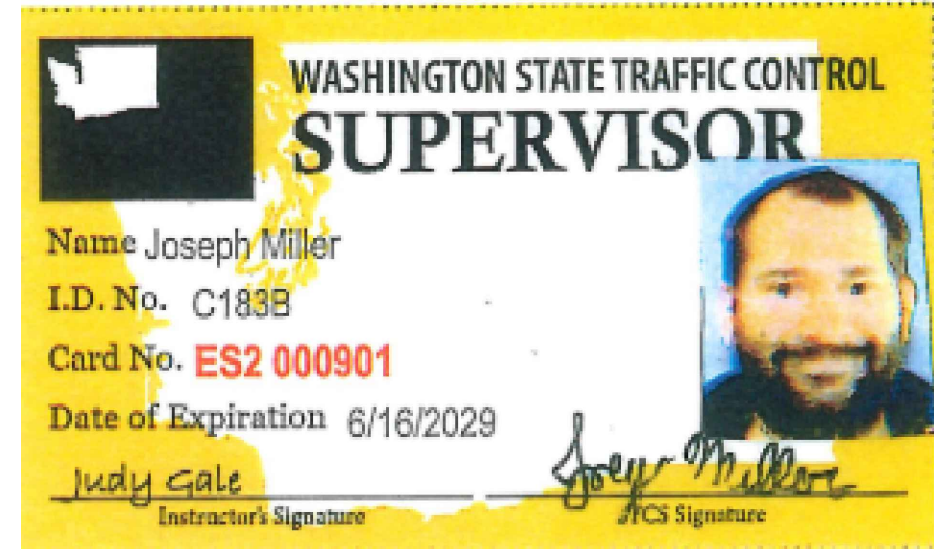 WASHINGTON STATE TRAFFIC CONTROL
SUPERVISOR
Name Joseph Miller
I.D. No. C183B
Card No. ES2 000901
Date of Expiration 6/16/2029
Judy Gale
Instructor's Signature
Miller
TCS Signature